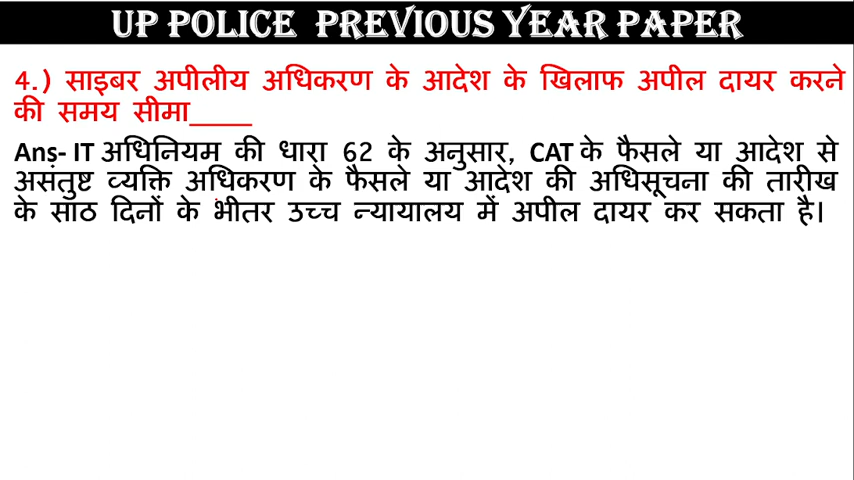 UP POLICE PREVIOUS YEAR PAPER
4.) साइबर अपीलीय अधिकरण के आदेश के खिलाफ अपील दायर करने
की समय सीमा____
Ans- IT अधिनियम की धारा 62 के अनुसार, CAT के फैसले या आदेश से
असंतुष्ट व्यक्ति अधिकरण के फैसले या आदेश की अधिसूचना की तारीख
के साठ दिनों के भीतर उच्च न्यायालय में अपील दायर कर सकता है।